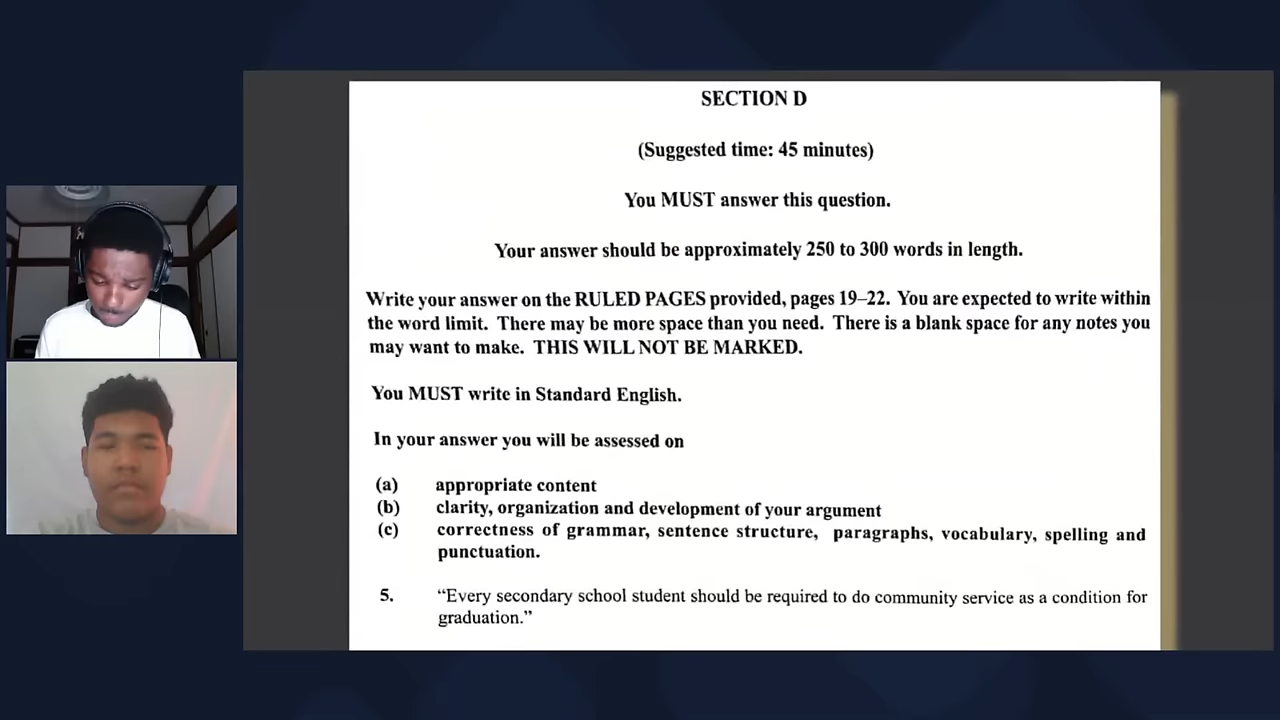 SECTION D
(Suggested time: 45 minutes)
You MUST answer this question.
Your answer should be approximately 250 to 300 words in length.
Write your answer on the RULED PAGES provided, pages 19–22. You are expected to write within
the word limit. There may be more space than you need. There is a blank space for any notes you
may want to make. THIS WILL NOT BE MARKED.
You MUST write in Standard English.
In your answer you will be assessed on
(a) appropriate content
(b) clarity, organization and development of your argument
(c) correctness of grammar, sentence structure, paragraphs, vocabulary, spelling and
punctuation.
5. “Every secondary school student should be required to do community service as a condition for
graduation.”